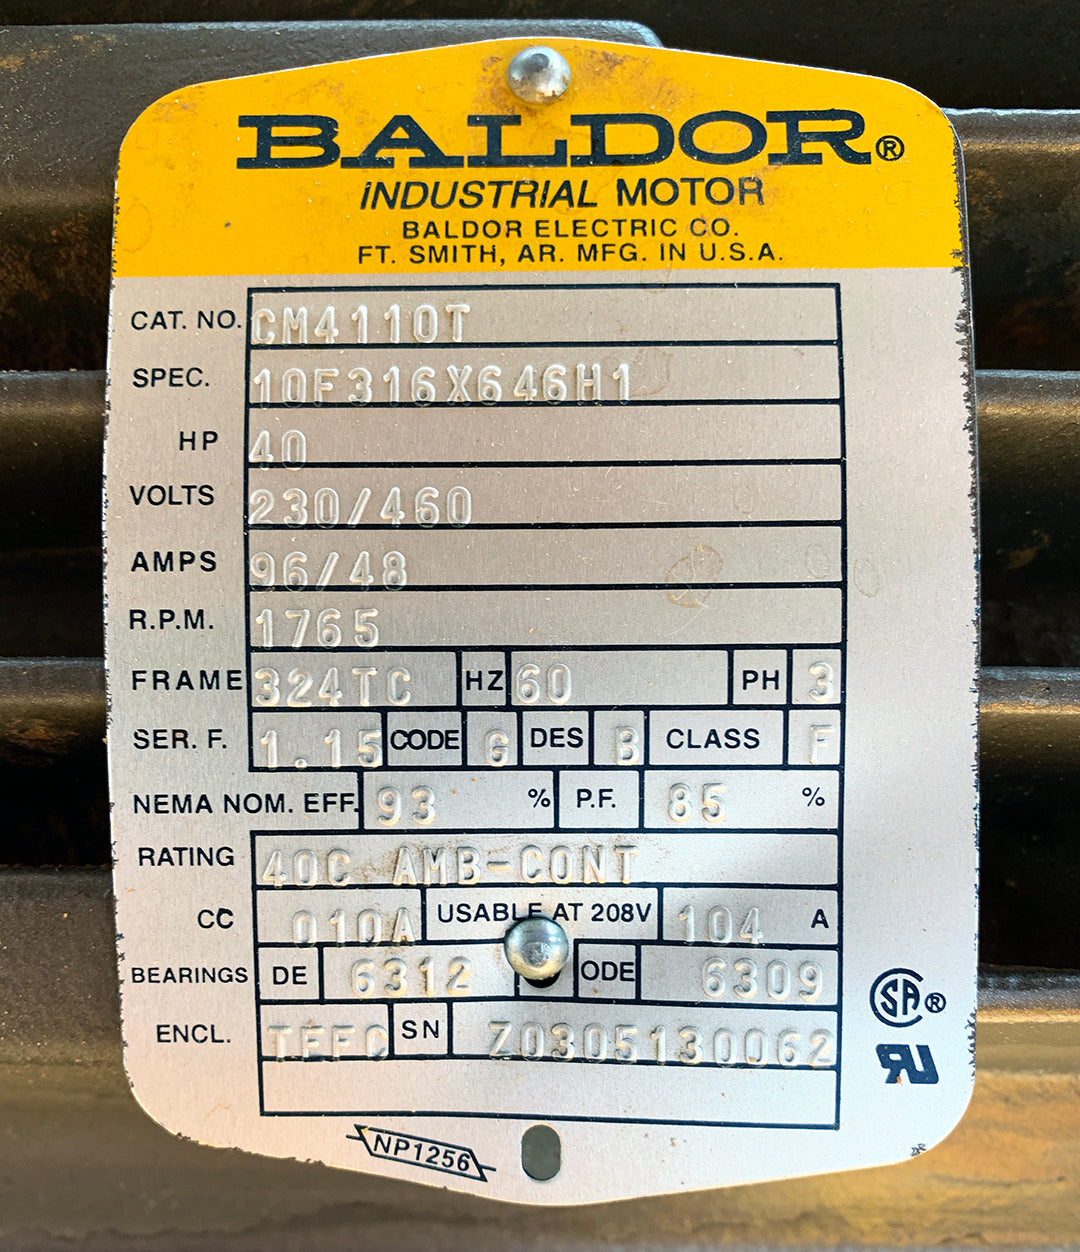 BALDOR®
INDUSTRIAL MOTOR
BALDOR ELECTRIC CO.
FT. SMITH, AR. MFG. IN U.S.A.
CAT. NO. CM4110T
SPEC. 10F316X646H1
HP 40
VOLTS 230/460
AMPS 96/48
R.P.M. 1765
FRAME 324TC HZ 60 PH 3
SER. F. 1.15 CODE G DES B CLASS F
NEMA NOM. EFF. 93 % P.F. 85 %
RATING 40C AMB-CONT
CC 010A USABLE AT 208V 104 A
BEARINGS DE 6312 ODE 6309
ENCL. TEFC SN Z0305130062
SA®
UR
NP1256